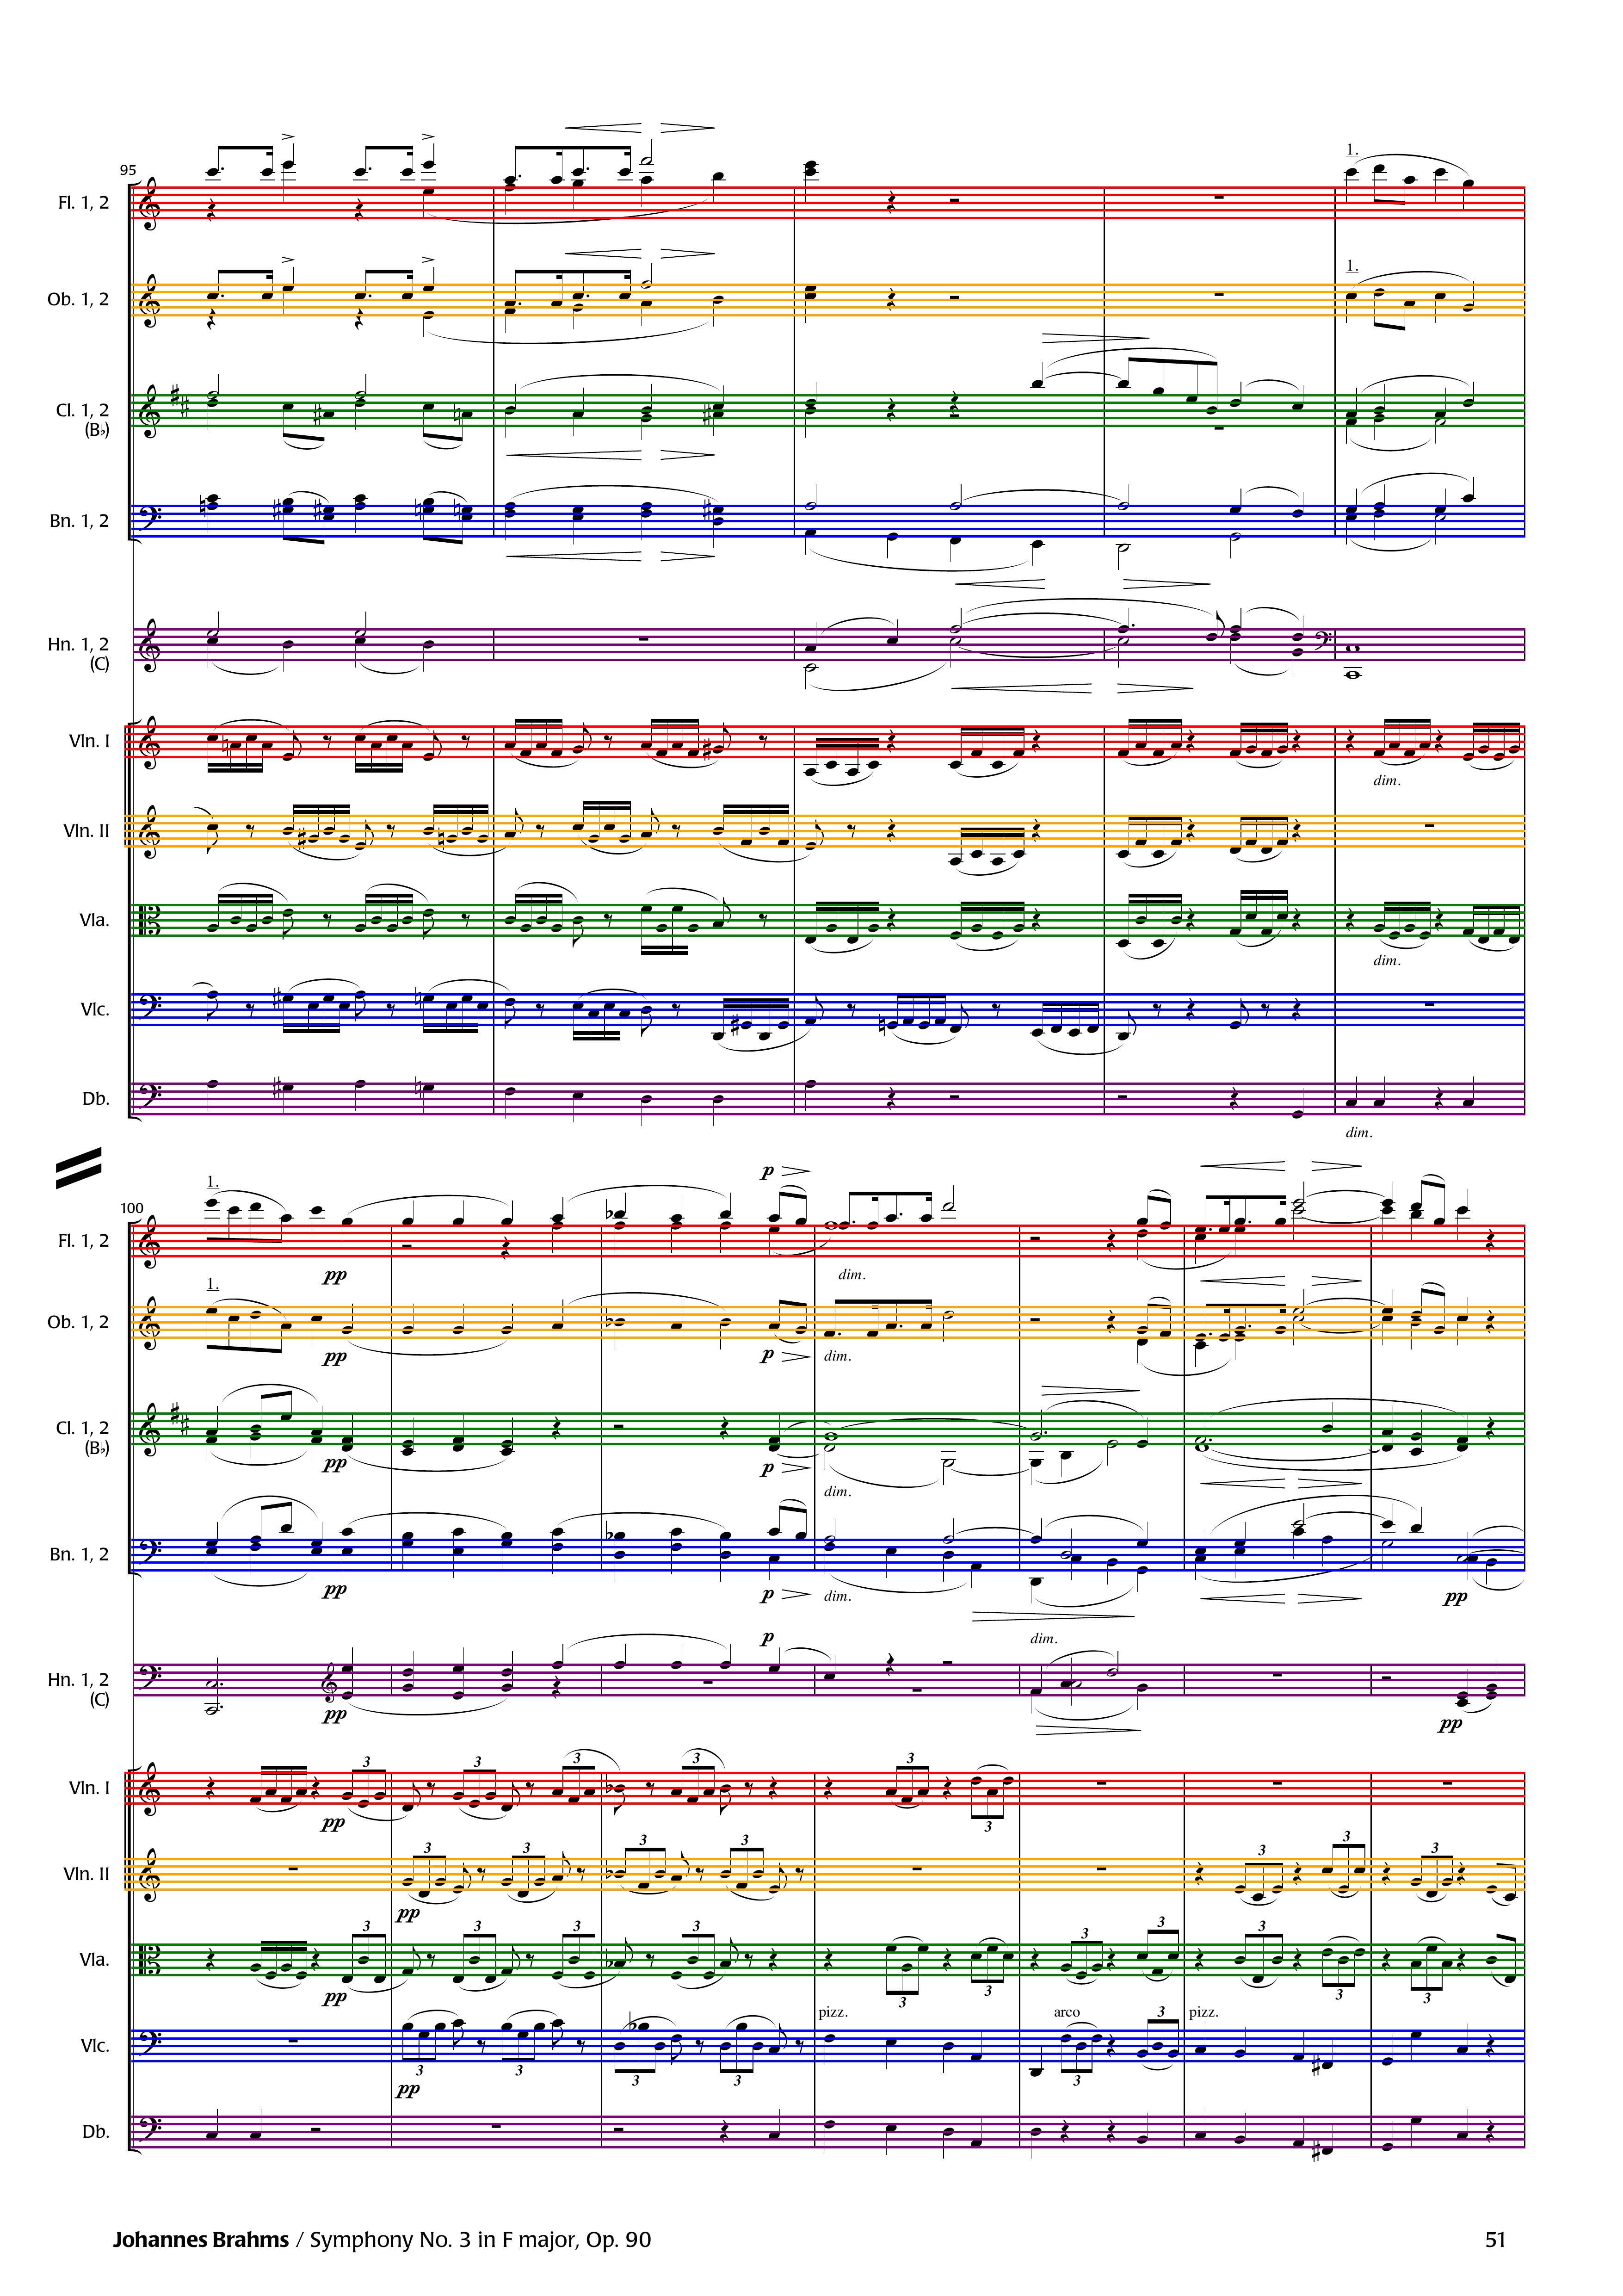 95
1.
Fl. 1, 2
1.
Ob. 1, 2
Cl. 1, 2
(B♭)
Bn. 1, 2
Hn. 1, 2
(C)
Vln. I
dim.
Vln. II
Vla.
dim.
Vlc.
Db.
dim.
p
1.
100
Fl. 1, 2
pp dim.
1.
Ob. 1, 2
pp p dim.
Cl. 1, 2
(B♭)
pp p dim.
Bn. 1, 2
pp p dim. pp
p dim.
Hn. 1, 2
(C)
pp pp
3 3 3 3 3
Vln. I
pp 3
3 3 3 3 3 3 3
Vln. II
pp
3 3 3 3 3 3 3
Vla.
pp 3 3 3 3
pizz. arco pizz.
3
Vlc.
3 3 3 3 3
pp
Db.
Johannes Brahms / Symphony No. 3 in F major, Op. 90 51